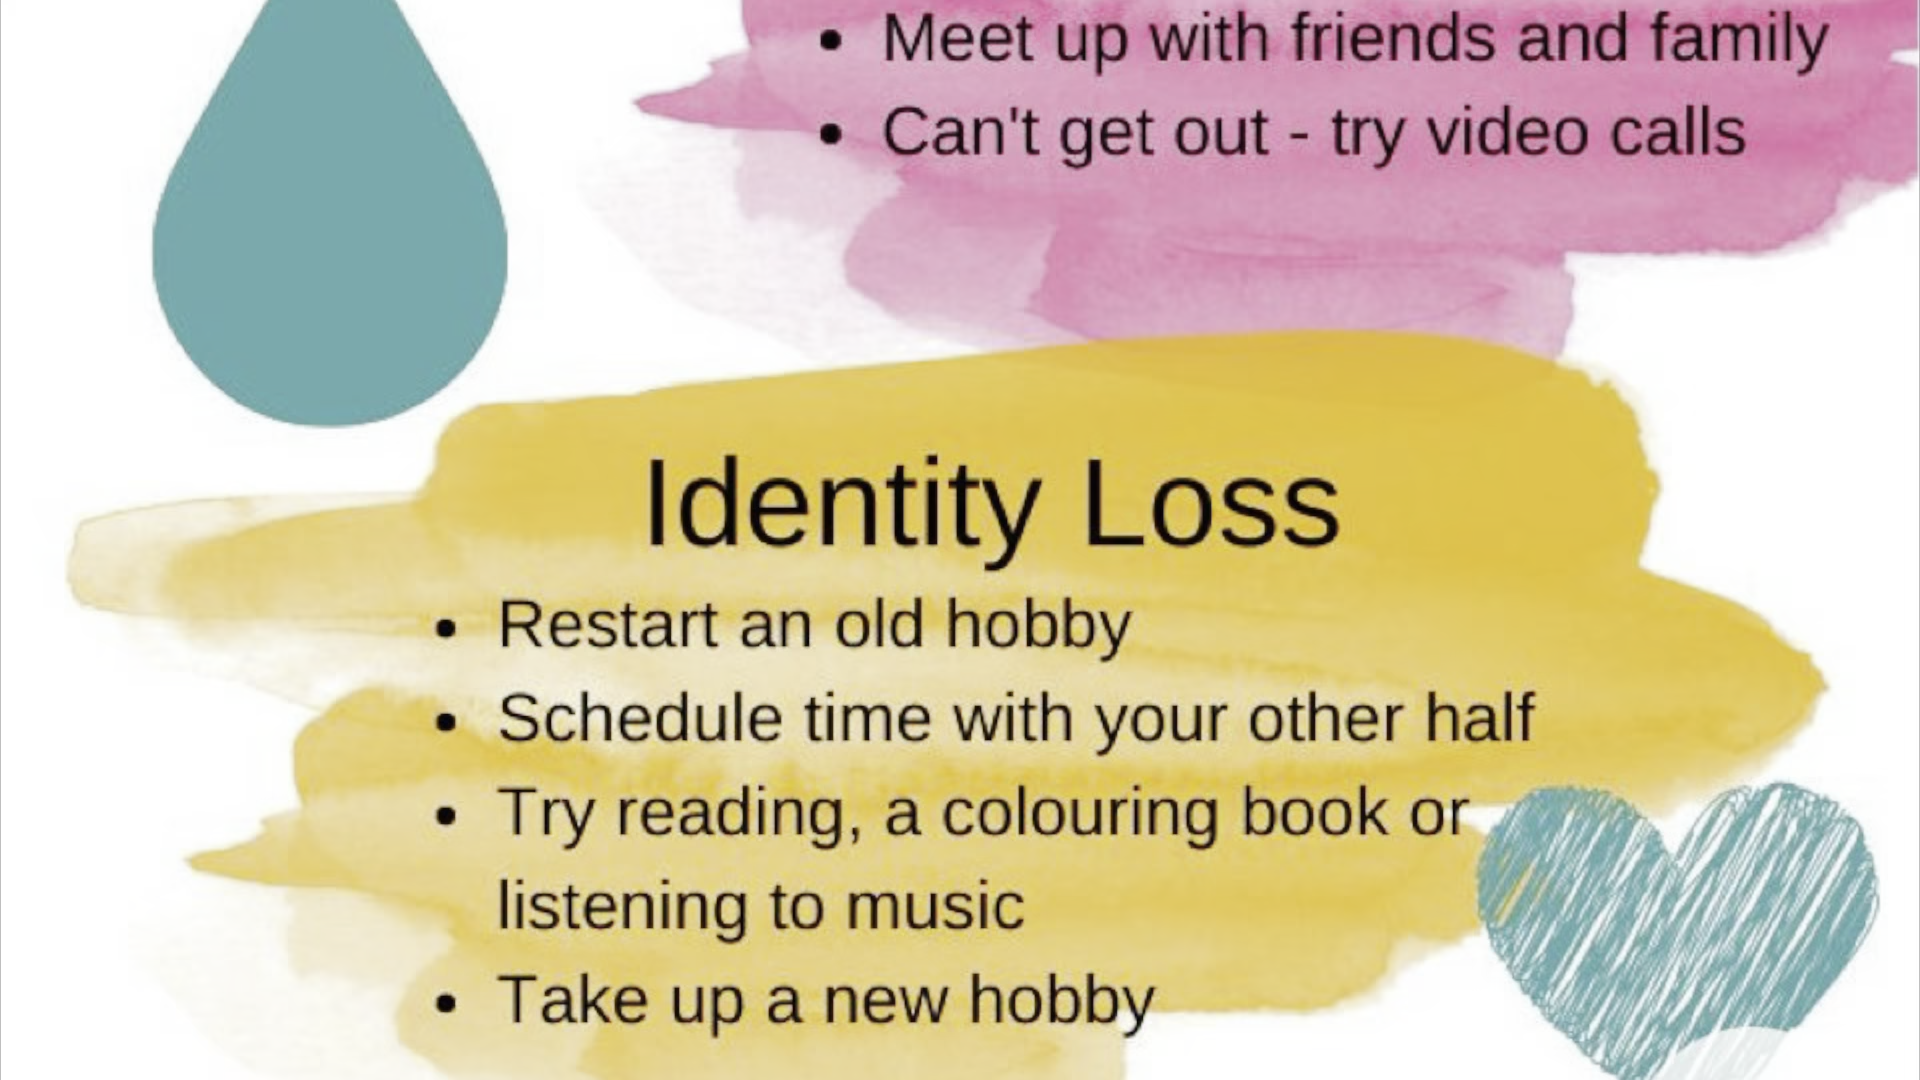 • Meet up with friends and family
• Can't get out - try video calls
Identity Loss
• Restart an old hobby
• Schedule time with your other half
• Try reading, a colouring book or
listening to music
• Take up a new hobby